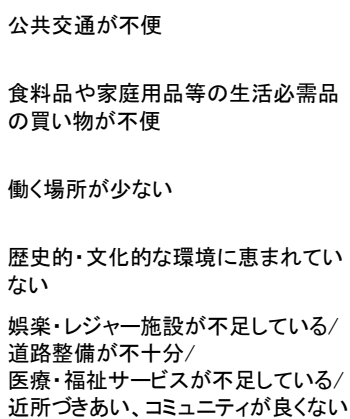 公共交通が不便
食料品や家庭用品等の生活必需品
の買い物が不便
働く場所が少ない
歴史的・文化的な環境に恵まれてい
ない
娯楽・レジャー施設が不足している/
道路整備が不十分/
医療・福祉サービスが不足している/
近所づきあい、コミュニティが良くない